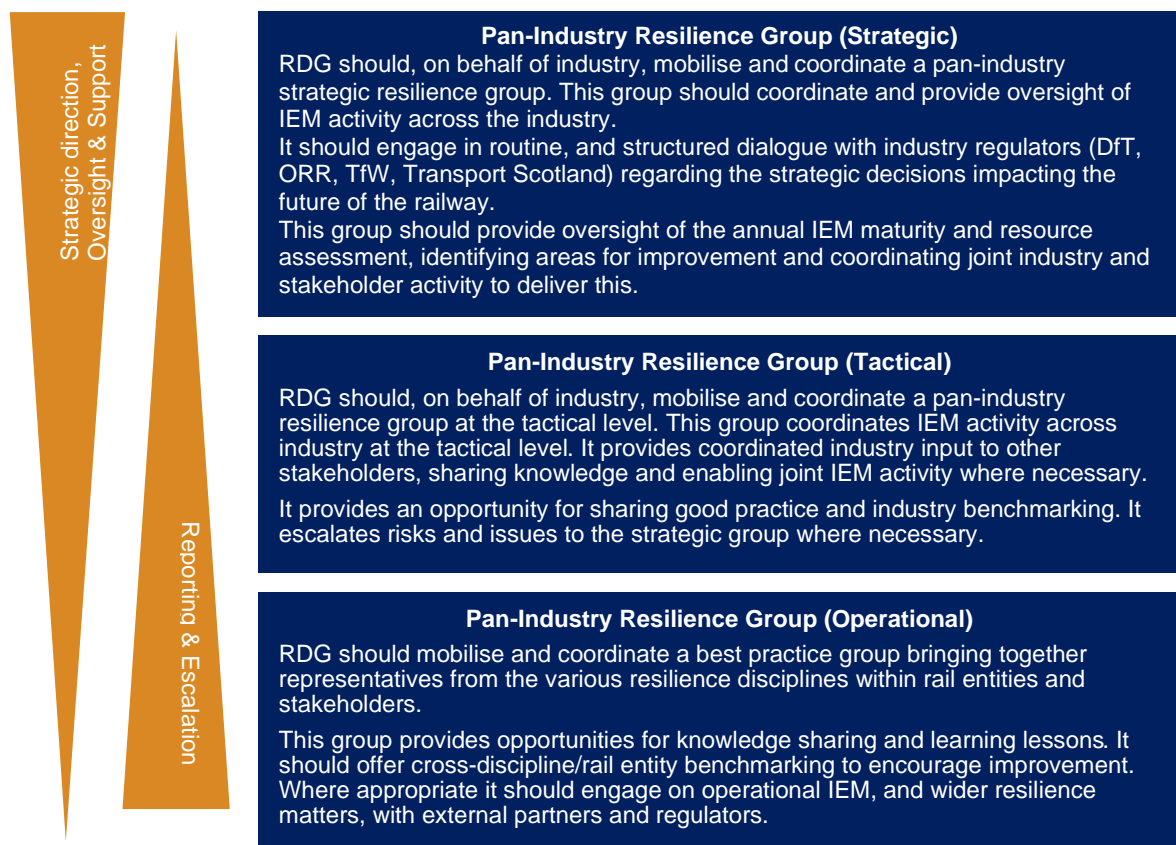 Strategic direction,
Oversight & Support
Reporting & Escalation
Pan-Industry Resilience Group (Strategic)
RDG should, on behalf of industry, mobilise and coordinate a pan-industry
strategic resilience group. This group should coordinate and provide oversight of
IEM activity across the industry.
It should engage in routine, and structured dialogue with industry regulators (DfT,
ORR, TfW, Transport Scotland) regarding the strategic decisions impacting the
future of the railway.
This group should provide oversight of the annual IEM maturity and resource
assessment, identifying areas for improvement and coordinating joint industry and
stakeholder activity to deliver this.
Pan-Industry Resilience Group (Tactical)
RDG should, on behalf of industry, mobilise and coordinate a pan-industry
resilience group at the tactical level. This group coordinates IEM activity across
industry at the tactical level. It provides coordinated industry input to other
stakeholders, sharing knowledge and enabling joint IEM activity where necessary.
It provides an opportunity for sharing good practice and industry benchmarking. It
escalates risks and issues to the strategic group where necessary.
Pan-Industry Resilience Group (Operational)
RDG should mobilise and coordinate a best practice group bringing together
representatives from the various resilience disciplines within rail entities and
stakeholders.
This group provides opportunities for knowledge sharing and learning lessons. It
should offer cross-discipline/rail entity benchmarking to encourage improvement.
Where appropriate it should engage on operational IEM, and wider resilience
matters, with external partners and regulators.